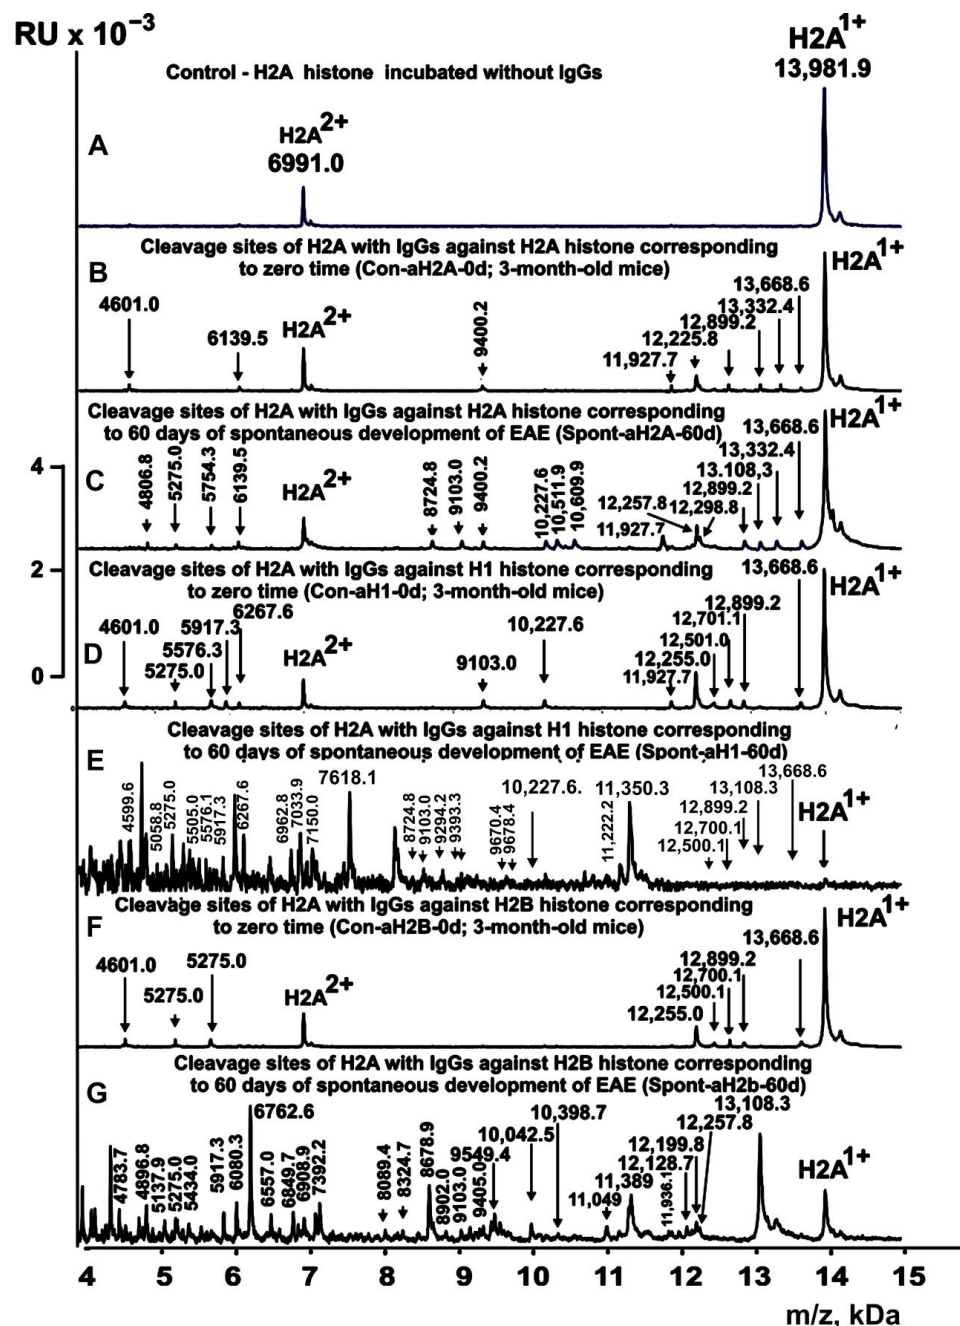 RU x 10⁻³
H2A¹⁺
13,981.9
Control - H2A histone incubated without IgGs
A
H2A²⁺
6991.0
Cleavage sites of H2A with IgGs against H2A histone corresponding
to zero time (Con-aH2A-0d; 3-month-old mice)
B
H2A¹⁺
4601.0
6139.5
H2A²⁺
9400.2
11,927.7
12,225.8
12,899.2
13,332.4
13,668.6
Cleavage sites of H2A with IgGs against H2A histone corresponding
to 60 days of spontaneous development of EAE (Spont-aH2A-60d)
C
H2A¹⁺
4806.8
5275.0
5754.3
6139.5
H2A²⁺
8724.8
9103.0
9400.2
10,227.6
10,511.9
10,609.9
11,927.7
12,257.8
12,298.8
12,899.2
13.108,3
13,332.4
13,668.6
4
2
0
Cleavage sites of H2A with IgGs against H1 histone corresponding
to zero time (Con-aH1-0d; 3-month-old mice)
D
H2A¹⁺
4601.0
5275.0
5576.3
5917.3
6267.6
H2A²⁺
9103.0
10,227.6
11,927.7
12,255.0
12,501.0
12,701.1
12,899.2
13,668.6
Cleavage sites of H2A with IgGs against H1 histone corresponding
to 60 days of spontaneous development of EAE (Spont-aH1-60d)
E
4599.6
5058.8
5275.0
5505.0
5576.1
5917.3
6267.6
6962.8
7033.9
7150.0
7618.1
8724.8
9103.0
9294.2
9393.3
9670.4
9678.4
10,227.6.
11,222.2
11,350.3
12,500.1
12,700.1
12,899.2
13,108.3
13,668.6
H2A¹⁺
Cleavage sites of H2A with IgGs against H2B histone corresponding
to zero time (Con-aH2B-0d; 3-month-old mice)
F
H2A¹⁺
4601.0
5275.0
5275.0
H2A²⁺
12,255.0
12,500.1
12,700.1
12,899.2
13,668.6
Cleavage sites of H2A with IgGs against H2B histone corresponding
to 60 days of spontaneous development of EAE (Spont-aH2b-60d)
G
4783.7
4896.8
5137.9
5275.0
5434.0
5917.3
6080.3
6762.6
6557.0
6849.7
6908.9
7392.2
8089.4
8324.7
8678.9
8902.0
9103.0
9405.0
9549.4
10,042.5
10,398.7
11,049
11,389
11,936.1
12,128.7
12,199.8
12,257.8
13,108.3
H2A¹⁺
4 5 6 7 8 9 10 11 12 13 14 15
m/z, kDa